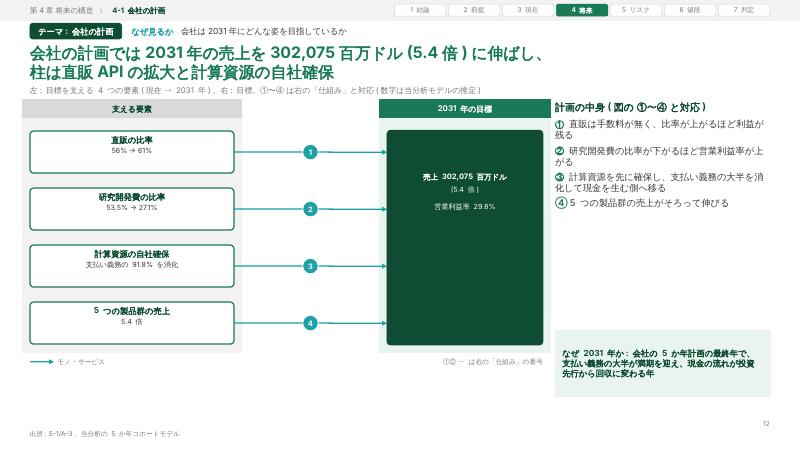 第 4 章 将来の構造 › 4-1 会社の計画
1 結論 2 前提 3 現在 4 将来 5 リスク 6 値段 7 判定
テーマ : 会社の計画 なぜ見るか 会社は 2031 年にどんな姿を目指しているか
会社の計画では 2031 年の売上を 302,075 百万ドル (5.4 倍 ) に伸ばし、
柱は直販 API の拡大と計算資源の自社確保
左 : 目標を支える 4 つの要素 ( 現在 → 2031 年 )。右 : 目標。①〜④ は右の「仕組み」と対応 ( 数字は当分析モデルの推定 )
支える要素
2031 年の目標
計画の中身 ( 図の ①〜④ と対応 )
直販の比率
56% → 61%
1
研究開発費の比率
53.5% → 27.1%
2
計算資源の自社確保
支払い義務の 91.8% を消化
3
5 つの製品群の売上
5.4 倍
4
売上 302,075 百万ドル
(5.4 倍 )
営業利益率 29.8%
① 直販は手数料が無く、比率が上がるほど利益が
残る
② 研究開発費の比率が下がるほど営業利益率が上
がる
③ 計算資源を先に確保し、支払い義務の大半を消
化して現金を生む側へ移る
④ 5 つの製品群の売上がそろって伸びる
なぜ 2031 年か : 会社の 5 か年計画の最終年で、
支払い義務の大半が満期を迎え、現金の流れが投資
先行から回収に変わる年
モノ・サービス
①② … は右の「仕組み」の番号
12
出所 : S-1/A-3 、当分析の 5 か年コホートモデル